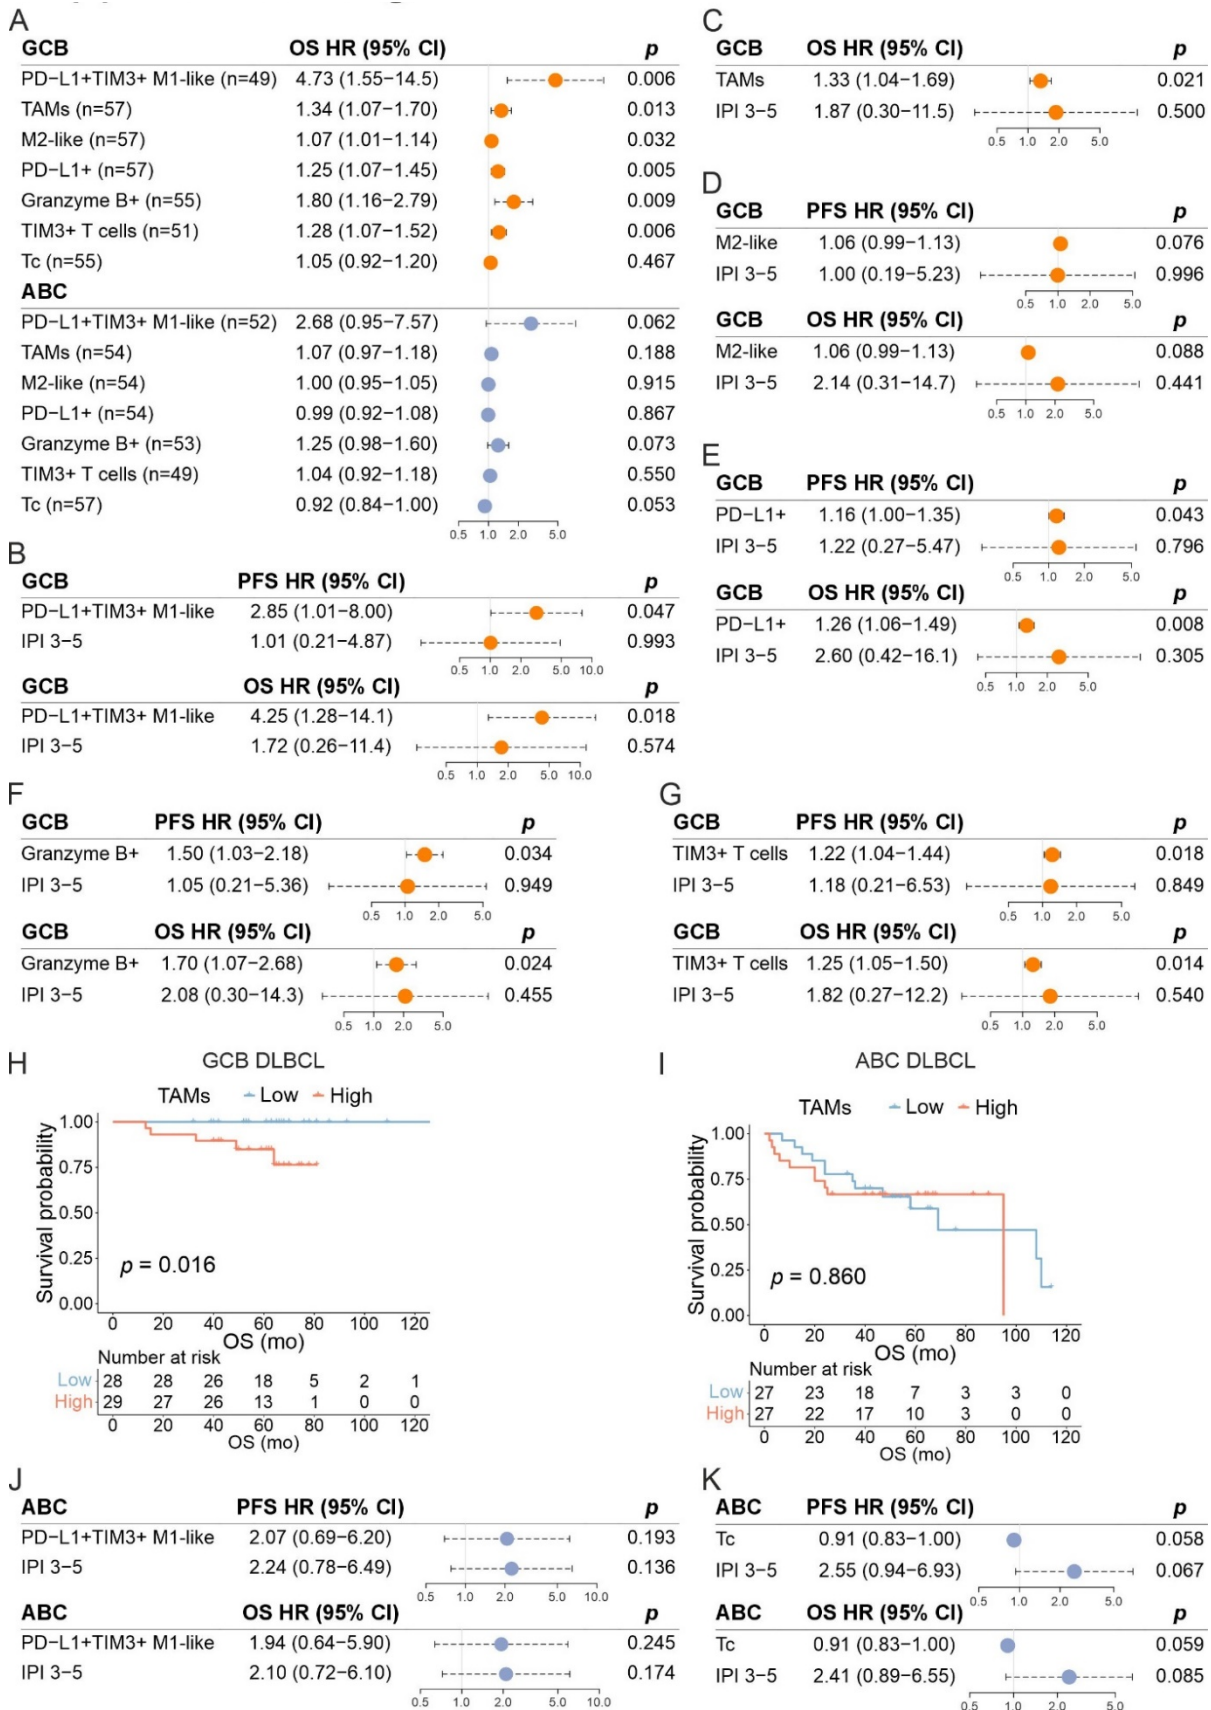 A
GCB OS HR (95% CI) p
PD-L1+TIM3+ M1-like (n=49) 4.73 (1.55-14.5) 0.006
TAMs (n=57) 1.34 (1.07-1.70) 0.013
M2-like (n=57) 1.07 (1.01-1.14) 0.032
PD-L1+ (n=57) 1.25 (1.07-1.45) 0.005
Granzyme B+ (n=55) 1.80 (1.16-2.79) 0.009
TIM3+ T cells (n=51) 1.28 (1.07-1.52) 0.006
Tc (n=55) 1.05 (0.92-1.20) 0.467
ABC
PD-L1+TIM3+ M1-like (n=52) 2.68 (0.95-7.57) 0.062
TAMs (n=54) 1.07 (0.97-1.18) 0.188
M2-like (n=54) 1.00 (0.95-1.05) 0.915
PD-L1+ (n=54) 0.99 (0.92-1.08) 0.867
Granzyme B+ (n=53) 1.25 (0.98-1.60) 0.073
TIM3+ T cells (n=49) 1.04 (0.92-1.18) 0.550
Tc (n=57) 0.92 (0.84-1.00) 0.053
0.5 1.0 2.0 5.0
B
GCB PFS HR (95% CI) p
PD-L1+TIM3+ M1-like 2.85 (1.01-8.00) 0.047
IPI 3-5 1.01 (0.21-4.87) 0.993
0.5 1.0 2.0 5.0 10.0
GCB OS HR (95% CI) p
PD-L1+TIM3+ M1-like 4.25 (1.28-14.1) 0.018
IPI 3-5 1.72 (0.26-11.4) 0.574
0.5 1.0 2.0 5.0 10.0
C
GCB OS HR (95% CI) p
TAMs 1.33 (1.04-1.69) 0.021
IPI 3-5 1.87 (0.30-11.5) 0.500
0.5 1.0 2.0 5.0
D
GCB PFS HR (95% CI) p
M2-like 1.06 (0.99-1.13) 0.076
IPI 3-5 1.00 (0.19-5.23) 0.996
0.5 1.0 2.0 5.0
GCB OS HR (95% CI) p
M2-like 1.06 (0.99-1.13) 0.088
IPI 3-5 2.14 (0.31-14.7) 0.441
0.5 1.0 2.0 5.0
E
GCB PFS HR (95% CI) p
PD-L1+ 1.16 (1.00-1.35) 0.043
IPI 3-5 1.22 (0.27-5.47) 0.796
0.5 1.0 2.0 5.0
GCB OS HR (95% CI) p
PD-L1+ 1.26 (1.06-1.49) 0.008
IPI 3-5 2.60 (0.42-16.1) 0.305
0.5 1.0 2.0 5.0
F
GCB PFS HR (95% CI) p
Granzyme B+ 1.50 (1.03-2.18) 0.034
IPI 3-5 1.05 (0.21-5.36) 0.949
0.5 1.0 2.0 5.0
GCB OS HR (95% CI) p
Granzyme B+ 1.70 (1.07-2.68) 0.024
IPI 3-5 2.08 (0.30-14.3) 0.455
0.5 1.0 2.0 5.0
G
GCB PFS HR (95% CI) p
TIM3+ T cells 1.22 (1.04-1.44) 0.018
IPI 3-5 1.18 (0.21-6.53) 0.849
0.5 1.0 2.0 5.0
GCB OS HR (95% CI) p
TIM3+ T cells 1.25 (1.05-1.50) 0.014
IPI 3-5 1.82 (0.27-12.2) 0.540
0.5 1.0 2.0 5.0
H
GCB DLBCL
TAMs Low High
Survival probability
1.00
0.75
0.50
0.25
0.00
p = 0.016
0 20 40 60 80 100 120
OS (mo)
Number at risk
Low 28 28 26 18 5 2 1
High 29 27 26 13 1 0 0
0 20 40 60 80 100 120
OS (mo)
I
ABC DLBCL
TAMs Low High
Survival probability
1.00
0.75
0.50
0.25
0.00
p = 0.860
0 20 40 60 80 100 120
OS (mo)
Number at risk
Low 27 23 18 7 3 3 0
High 27 22 17 10 3 0 0
0 20 40 60 80 100 120
OS (mo)
J
ABC PFS HR (95% CI) p
PD-L1+TIM3+ M1-like 2.07 (0.69-6.20) 0.193
IPI 3-5 2.24 (0.78-6.49) 0.136
0.5 1.0 2.0 5.0 10.0
ABC OS HR (95% CI) p
PD-L1+TIM3+ M1-like 1.94 (0.64-5.90) 0.245
IPI 3-5 2.10 (0.72-6.10) 0.174
0.5 1.0 2.0 5.0 10.0
K
ABC PFS HR (95% CI) p
Tc 0.91 (0.83-1.00) 0.058
IPI 3-5 2.55 (0.94-6.93) 0.067
0.5 1.0 2.0 5.0
ABC OS HR (95% CI) p
Tc 0.91 (0.83-1.00) 0.059
IPI 3-5 2.41 (0.89-6.55) 0.085
0.5 1.0 2.0 5.0